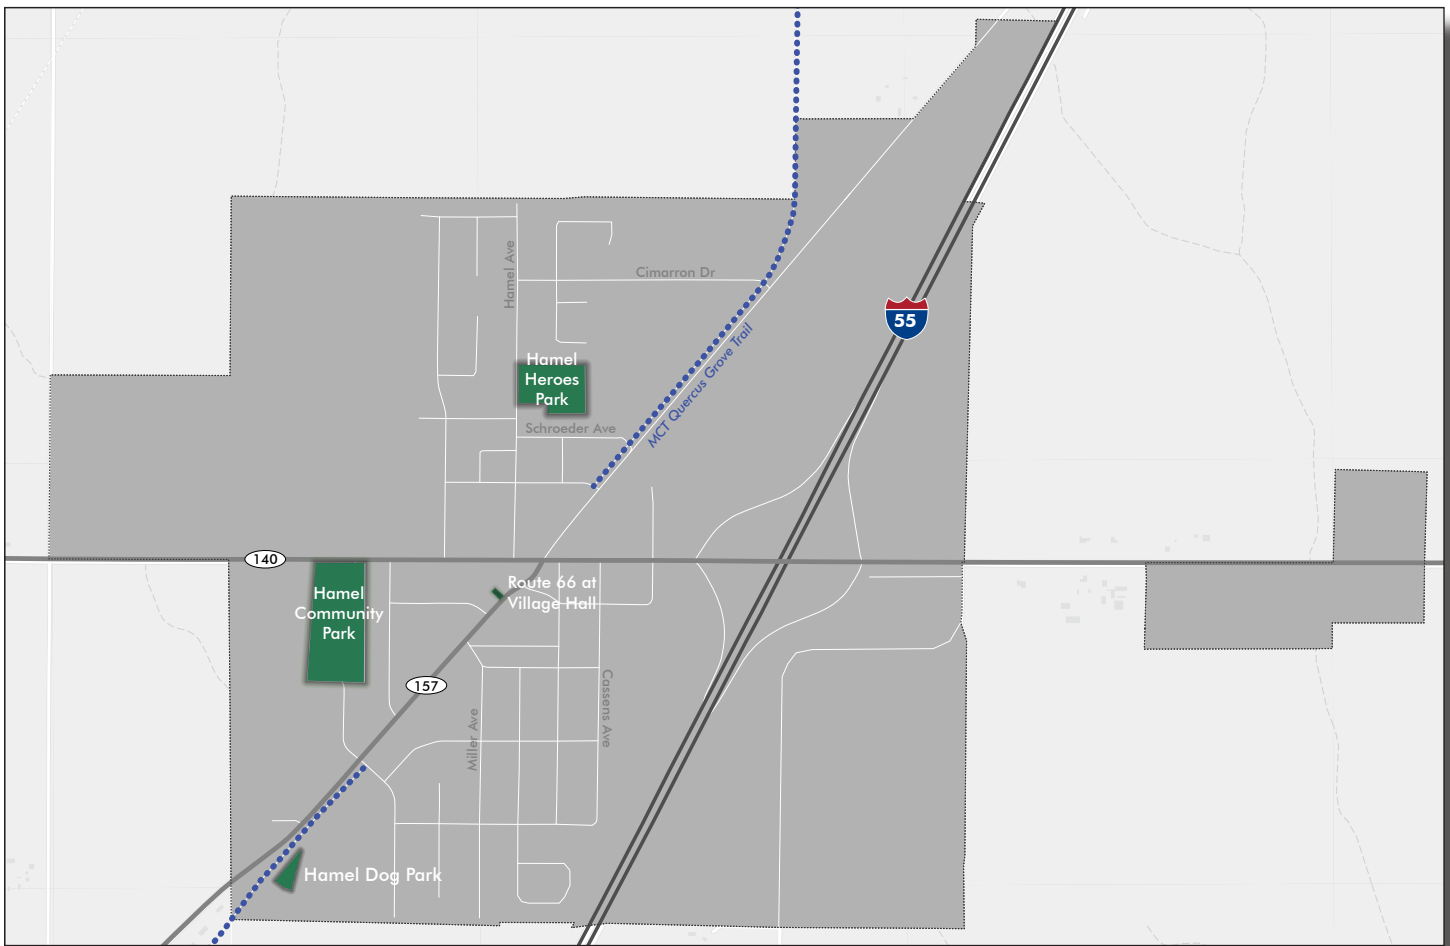 Hamel Ave
Cimarron Dr
55
MCT Quercus Grove Trail
Hamel
Heroes
Park
Schroeder Ave
140
Route 66 at
Village Hall
Hamel
Community
Park
157
Miller Ave
Cassens Ave
Hamel Dog Park